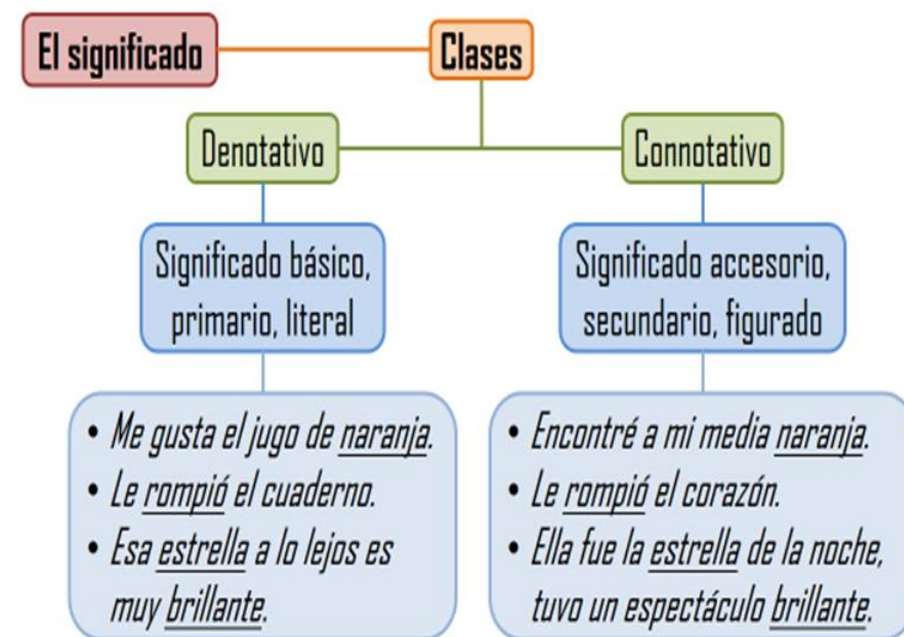 El significado
Clases
Denotativo
Connotativo
Significado básico,
primario, literal
Significado accesorio,
secundario, figurado
• Me gusta el jugo de naranja.
• Le rompió el cuaderno.
• Esa estrella a lo lejos es
muy brillante.
• Encontré a mi media naranja.
• Le rompió el corazón.
• Ella fue la estrella de la noche,
tuvo un espectáculo brillante.